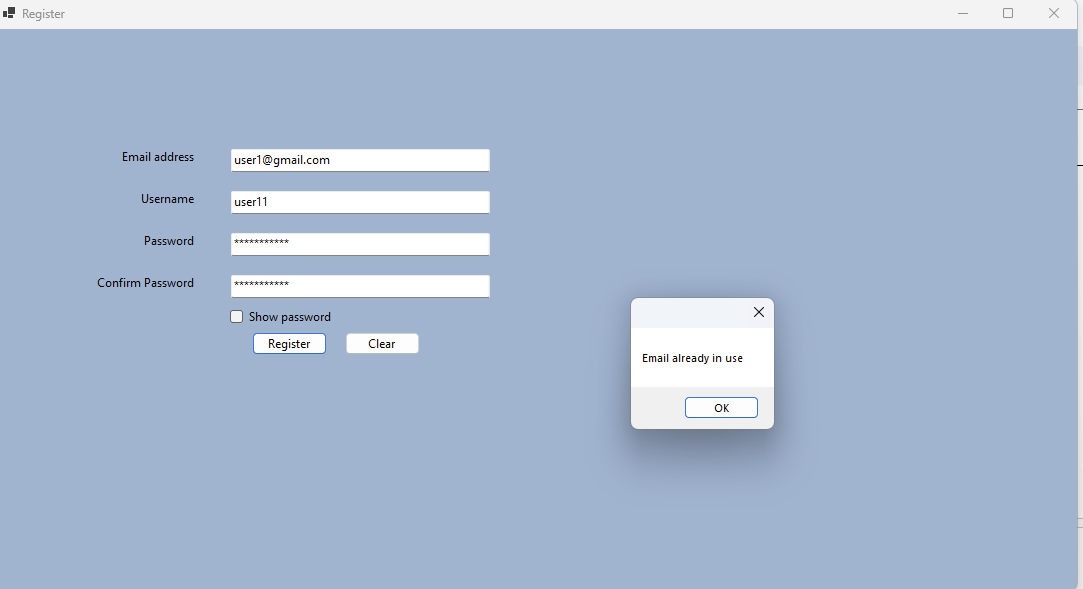 Register
Email address user1@gmail.com
Username user11
Password ***********
Confirm Password ***********
Show password
Register Clear
Email already in use
OK